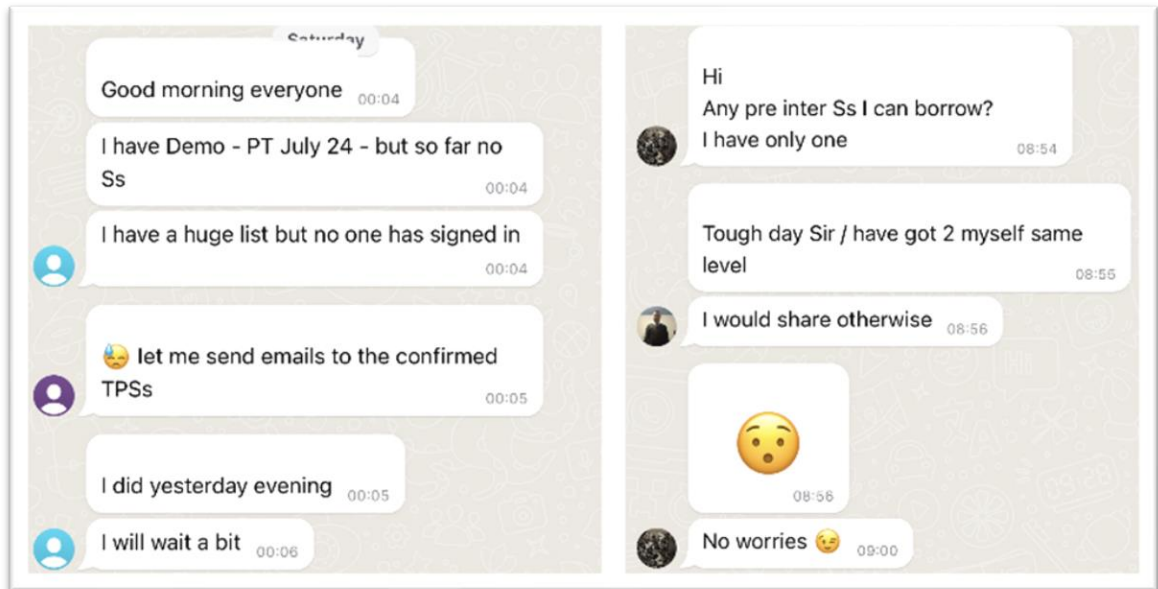 Saturday
Good morning everyone 00:04
I have Demo - PT July 24 - but so far no
Ss
00:04
I have a huge list but no one has signed in
00:04
😓 let me send emails to the confirmed
TPSs
00:05
I did yesterday evening 00:05
I will wait a bit 00:06
Hi
Any pre inter Ss I can borrow?
I have only one
08:54
Tough day Sir / have got 2 myself same
level
08:56
I would share otherwise 08:56
😯
08:56
No worries 😉 09:00